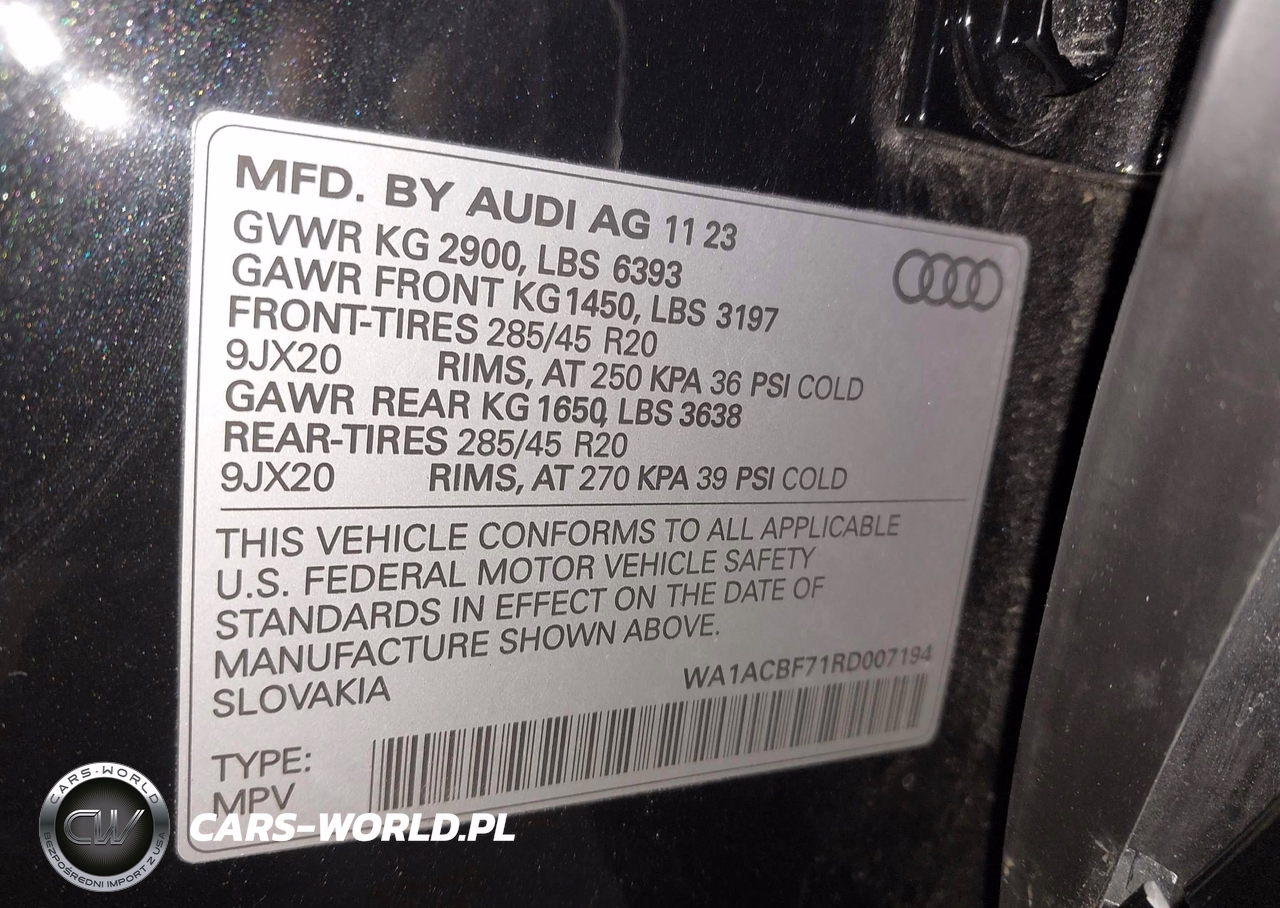 MFD. BY AUDI AG 11 23
GVWR KG 2900, LBS 6393
GAWR FRONT KG 1450, LBS 3197
FRONT-TIRES 285/45 R20
9JX20 RIMS, AT 250 KPA 36 PSI COLD
GAWR REAR KG 1650, LBS 3638
REAR-TIRES 285/45 R20
9JX20 RIMS, AT 270 KPA 39 PSI COLD
THIS VEHICLE CONFORMS TO ALL APPLICABLE
U.S. FEDERAL MOTOR VEHICLE SAFETY
STANDARDS IN EFFECT ON THE DATE OF
MANUFACTURE SHOWN ABOVE.
SLOVAKIA
WA1ACBF71RD007194
TYPE:
MPV
CARS-WORLD
CW
BEZPOŚREDNI IMPORT Z USA
CARS-WORLD.PL